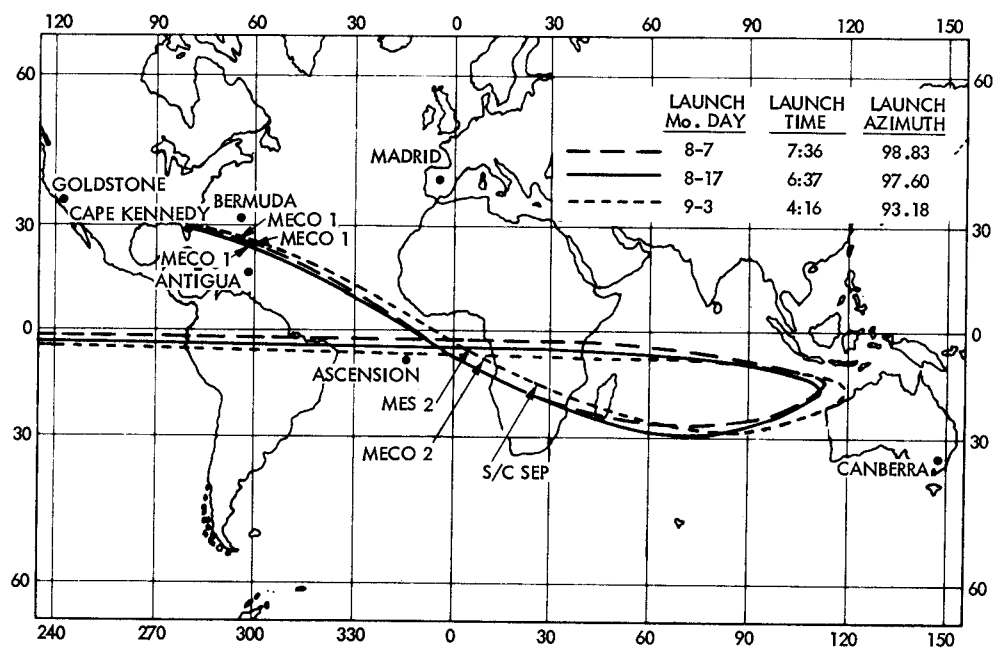 120 90 60 30 0 30 60 90 120 150
60 60
LAUNCH LAUNCH LAUNCH
Mo. DAY TIME AZIMUTH
8-7 7:36 98.83
8-17 6:37 97.60
9-3 4:16 93.18
MADRID
GOLDSTONE
BERMUDA
CAPE KENNEDY
MECO 1
30 30
MECO 1
MECO 1
ANTIGUA
0 0
ASCENSION
MES 2
30 30
MECO 2
S/C SEP
CANBERRA
60 60
240 270 300 330 0 30 60 90 120 150